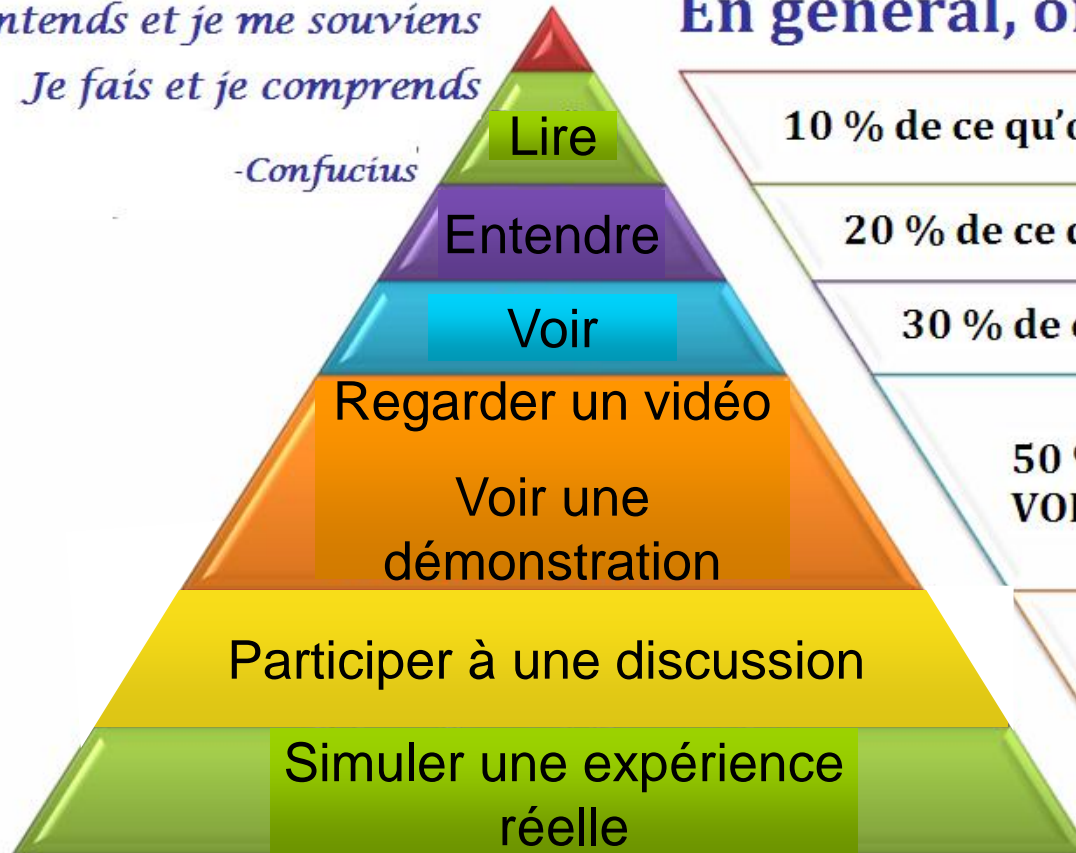 ntends et je me souviens
Je fais et je comprends
-Confucius
Lire
Entendre
Voir
Regarder un vidéo
Voir une
démonstration
Participer à une discussion
Simuler une expérience
réelle
En général, o
10 % de ce qu'o
20 % de ce
30 % de
50
VOI